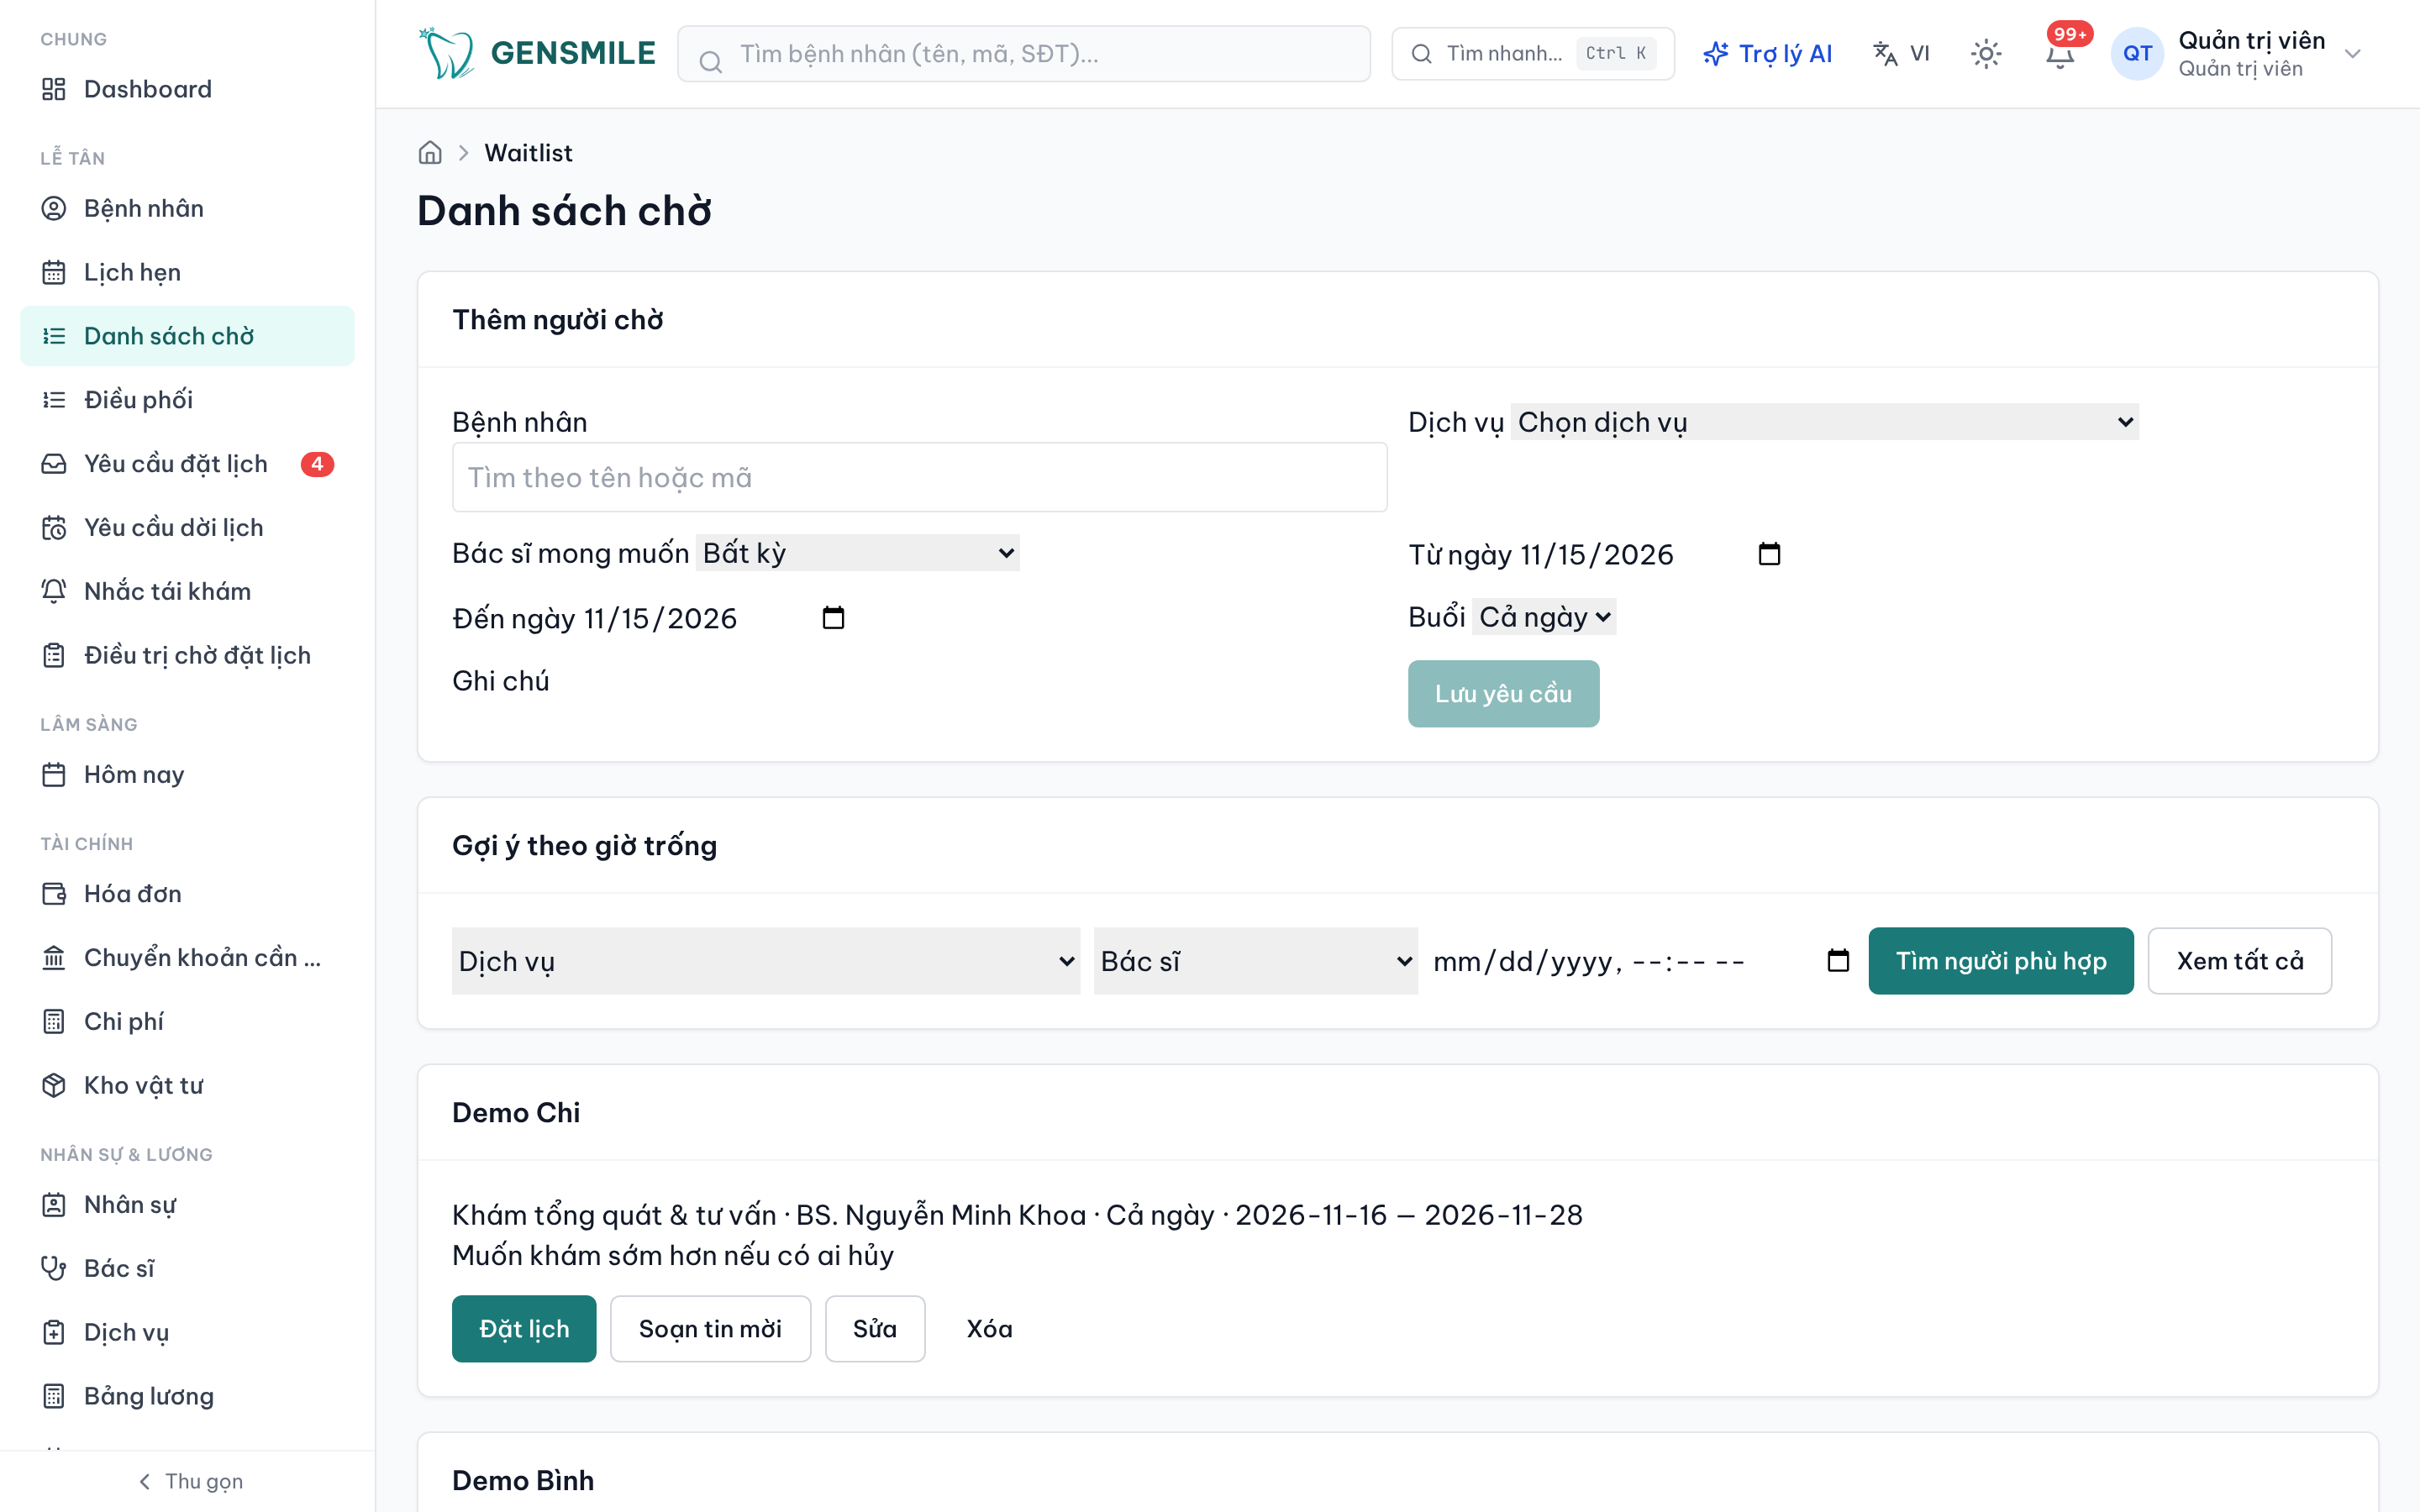 CHUNG
Dashboard
LỄ TÂN
Bệnh nhân
Lịch hẹn
Danh sách chờ
Điều phối
Yêu cầu đặt lịch 4
Yêu cầu dời lịch
Nhắc tái khám
Điều trị chờ đặt lịch
LÂM SÀNG
Hôm nay
TÀI CHÍNH
Hóa đơn
Chuyển khoản cần ...
Chi phí
Kho vật tư
NHÂN SỰ & LƯƠNG
Nhân sự
Bác sĩ
Dịch vụ
Bảng lương
Thu gọn
GENSMILE
Tìm bệnh nhân (tên, mã, SĐT)...
Tìm nhanh... Ctrl K
Trợ lý AI
VI
99+
QT
Quản trị viên
Quản trị viên
Waitlist
Danh sách chờ
Thêm người chờ
Bệnh nhân
Tìm theo tên hoặc mã
Dịch vụ Chọn dịch vụ
Bác sĩ mong muốn Bất kỳ
Từ ngày 11/15/2026
Đến ngày 11/15/2026
Buổi Cả ngày
Ghi chú
Lưu yêu cầu
Gợi ý theo giờ trống
Dịch vụ Bác sĩ mm/dd/yyyy, --:-- -- Tìm người phù hợp Xem tất cả
Demo Chi
Khám tổng quát & tư vấn · BS. Nguyễn Minh Khoa · Cả ngày · 2026-11-16 — 2026-11-28
Muốn khám sớm hơn nếu có ai hủy
Đặt lịch Soạn tin mời Sửa Xóa
Demo Bình